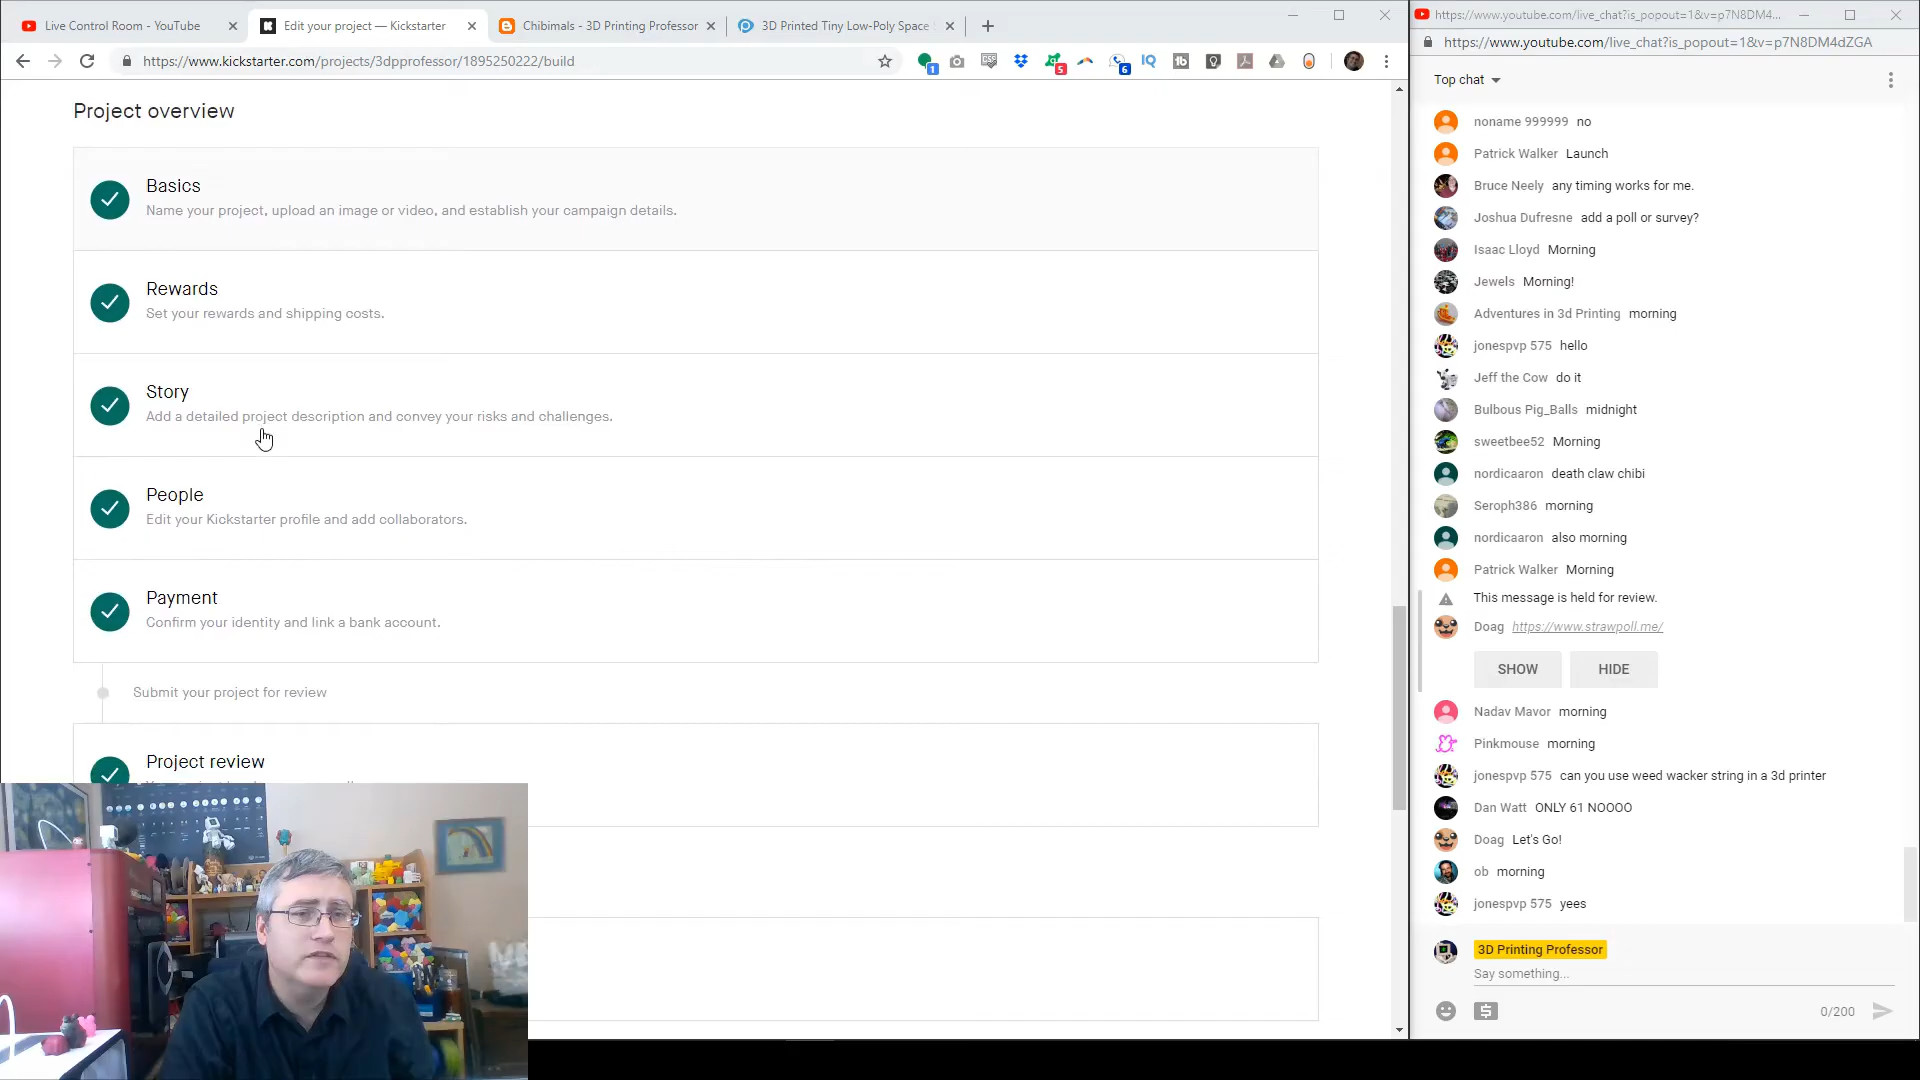 Live Control Room - YouTube
Edit your project — Kickstarter
Chibimals - 3D Printing Professor
3D Printed Tiny Low-Poly Space
https://www.youtube.com/live_chat?is_popout=1&v=p7N8DM4...
https://www.kickstarter.com/projects/3dpprofessor/1895250222/build
1
5
6
IQ
https://www.youtube.com/live_chat?is_popout=1&v=p7N8DM4dZGA
Project overview
Basics
Name your project, upload an image or video, and establish your campaign details.
Rewards
Set your rewards and shipping costs.
Story
Add a detailed project description and convey your risks and challenges.
People
Edit your Kickstarter profile and add collaborators.
Payment
Confirm your identity and link a bank account.
Submit your project for review
Project review
Top chat
noname 999999 no
Patrick Walker Launch
Bruce Neely any timing works for me.
Joshua Dufresne add a poll or survey?
Isaac Lloyd Morning
Jewels Morning!
Adventures in 3d Printing morning
jonespvp 575 hello
Jeff the Cow do it
Bulbous Pig_Balls midnight
sweetbee52 Morning
nordicaaron death claw chibi
Seroph386 morning
nordicaaron also morning
Patrick Walker Morning
This message is held for review.
Doag https://www.strawpoll.me/
SHOW HIDE
Nadav Mavor morning
Pinkmouse morning
jonespvp 575 can you use weed wacker string in a 3d printer
Dan Watt ONLY 61 NOOOO
Doag Let's Go!
ob morning
jonespvp 575 yees
3D Printing Professor
Say something...
0/200